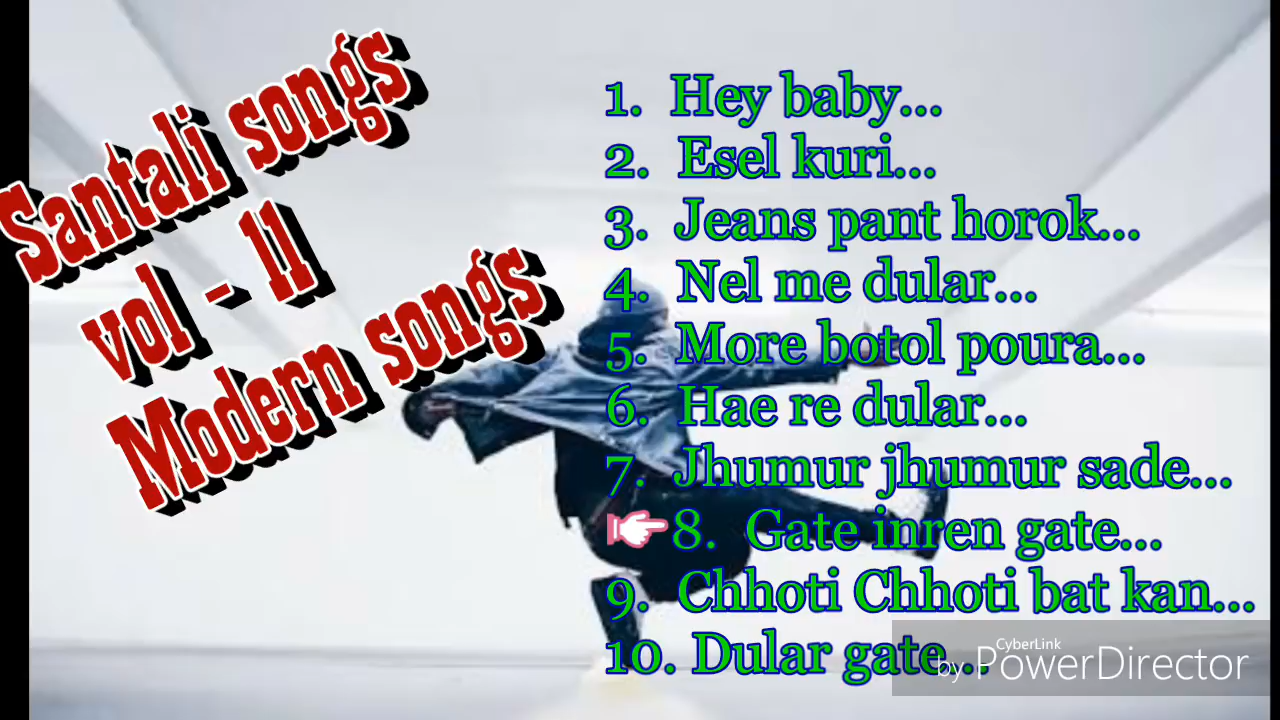 Santali songs
vol - 11
Modern songs
1. Hey baby...
2. Esel kuri...
3. Jeans pant horok...
4. Nel me dular...
5. More botol poura...
6. Hae re dular...
7. Jhumur jhumur sade...
8. Gate inren gate...
9. Chhoti Chhoti bat kan...
10. Dular gate...
CyberLink
by PowerDirector